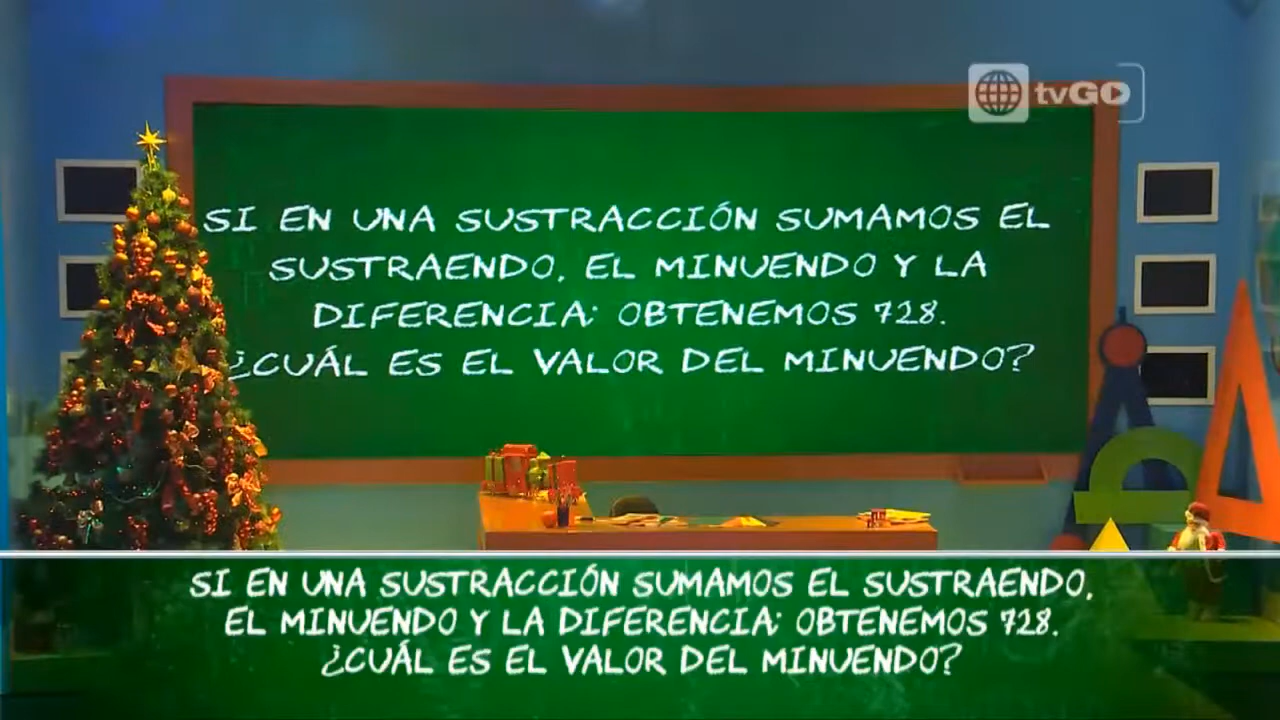 tvGO
SI EN UNA SUSTRACCIÓN SUMAMOS EL
SUSTRAENDO, EL MINUENDO Y LA
DIFERENCIA; OBTENEMOS 728.
¿CUÁL ES EL VALOR DEL MINUENDO?
SI EN UNA SUSTRACCIÓN SUMAMOS EL SUSTRAENDO,
EL MINUENDO Y LA DIFERENCIA; OBTENEMOS 728.
¿CUÁL ES EL VALOR DEL MINUENDO?